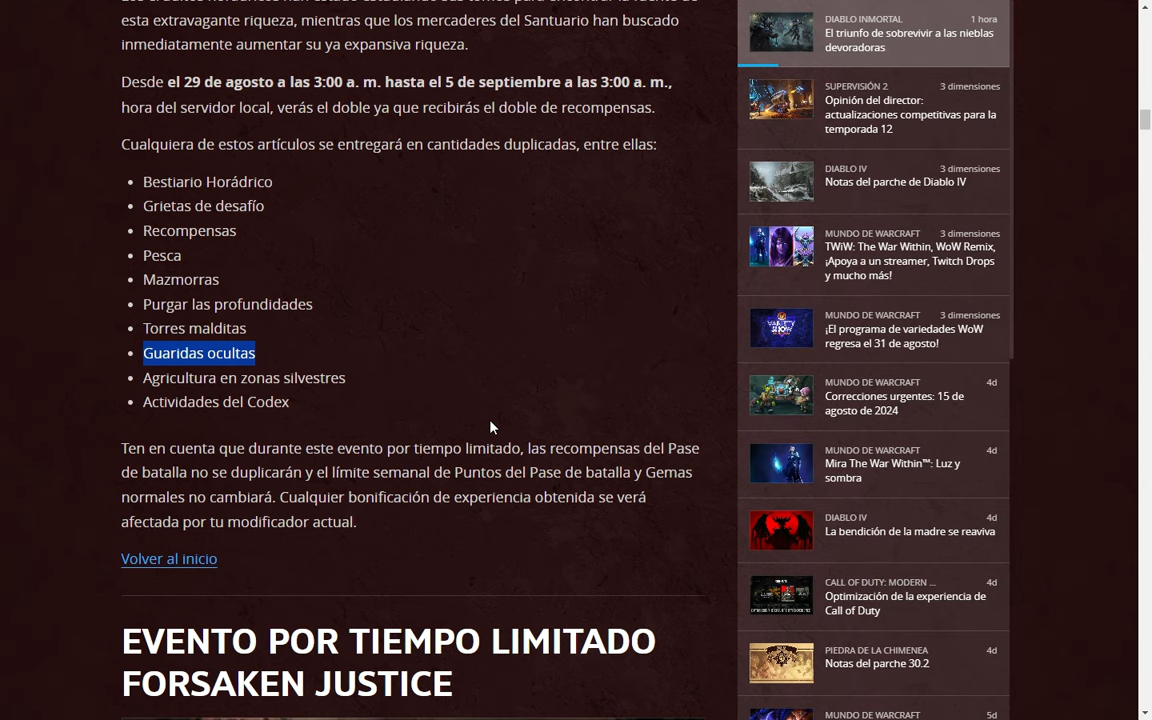 esta extravagante riqueza, mientras que los mercaderes del Santuario han buscado
inmediatamente aumentar su ya expansiva riqueza.
Desde el 29 de agosto a las 3:00 a. m. hasta el 5 de septiembre a las 3:00 a. m.,
hora del servidor local, verás el doble ya que recibirás el doble de recompensas.
Cualquiera de estos artículos se entregará en cantidades duplicadas, entre ellas:
• Bestiario Horádrico
• Grietas de desafío
• Recompensas
• Pesca
• Mazmorras
• Purgar las profundidades
• Torres malditas
• Guaridas ocultas
• Agricultura en zonas silvestres
• Actividades del Codex
Ten en cuenta que durante este evento por tiempo limitado, las recompensas del Pase
de batalla no se duplicarán y el límite semanal de Puntos del Pase de batalla y Gemas
normales no cambiará. Cualquier bonificación de experiencia obtenida se verá
afectada por tu modificador actual.
Volver al inicio
EVENTO POR TIEMPO LIMITADO
FORSAKEN JUSTICE
DIABLO INMORTAL 1 hora
El triunfo de sobrevivir a las nieblas
devoradoras
SUPERVISIÓN 2 3 dimensiones
Opinión del director:
actualizaciones competitivas para la
temporada 12
DIABLO IV 3 dimensiones
Notas del parche de Diablo IV
MUNDO DE WARCRAFT 3 dimensiones
TWiW: The War Within, WoW Remix,
¡Apoya a un streamer, Twitch Drops
y mucho más!
MUNDO DE WARCRAFT 3 dimensiones
¡El programa de variedades WoW
regresa el 31 de agosto!
MUNDO DE WARCRAFT 4d
Correcciones urgentes: 15 de
agosto de 2024
MUNDO DE WARCRAFT 4d
Mira The War Within™: Luz y
sombra
DIABLO IV 4d
La bendición de la madre se reaviva
CALL OF DUTY: MODERN ... 4d
Optimización de la experiencia de
Call of Duty
PIEDRA DE LA CHIMENEA 4d
Notas del parche 30.2
MUNDO DE WARCRAFT 5d